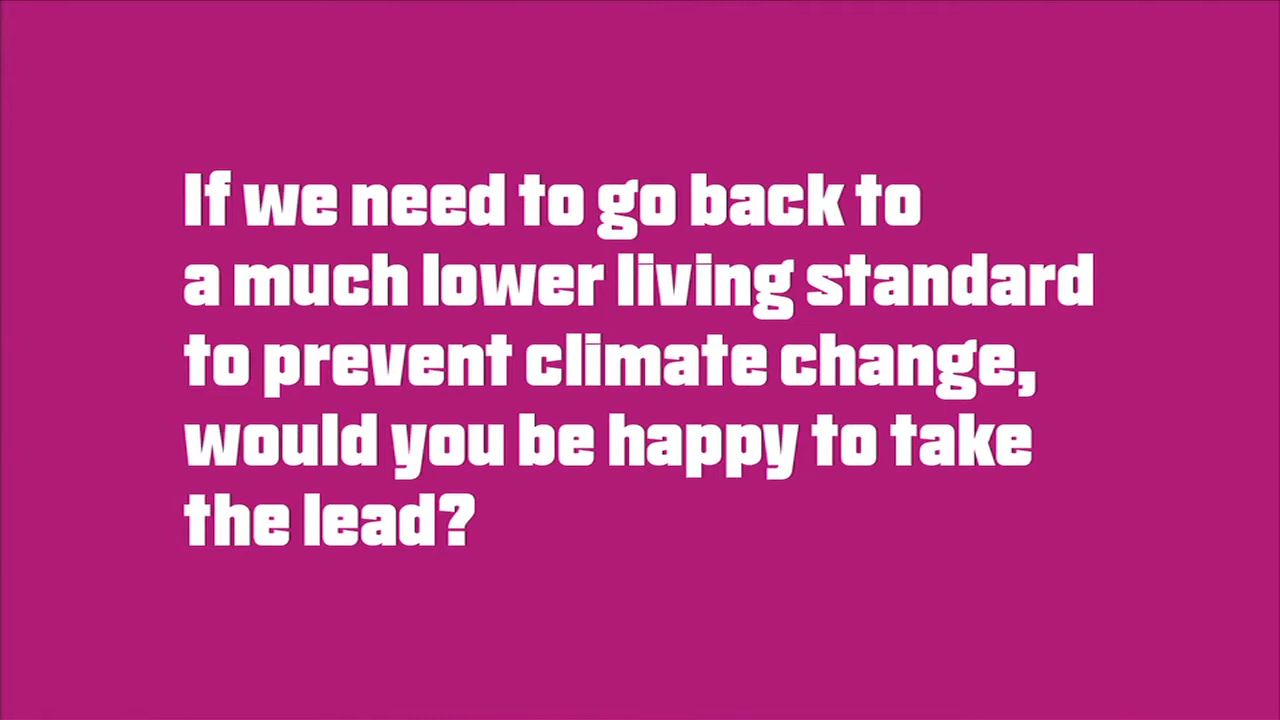 If we need to go back to
a much lower living standard
to prevent climate change,
would you be happy to take
the lead?